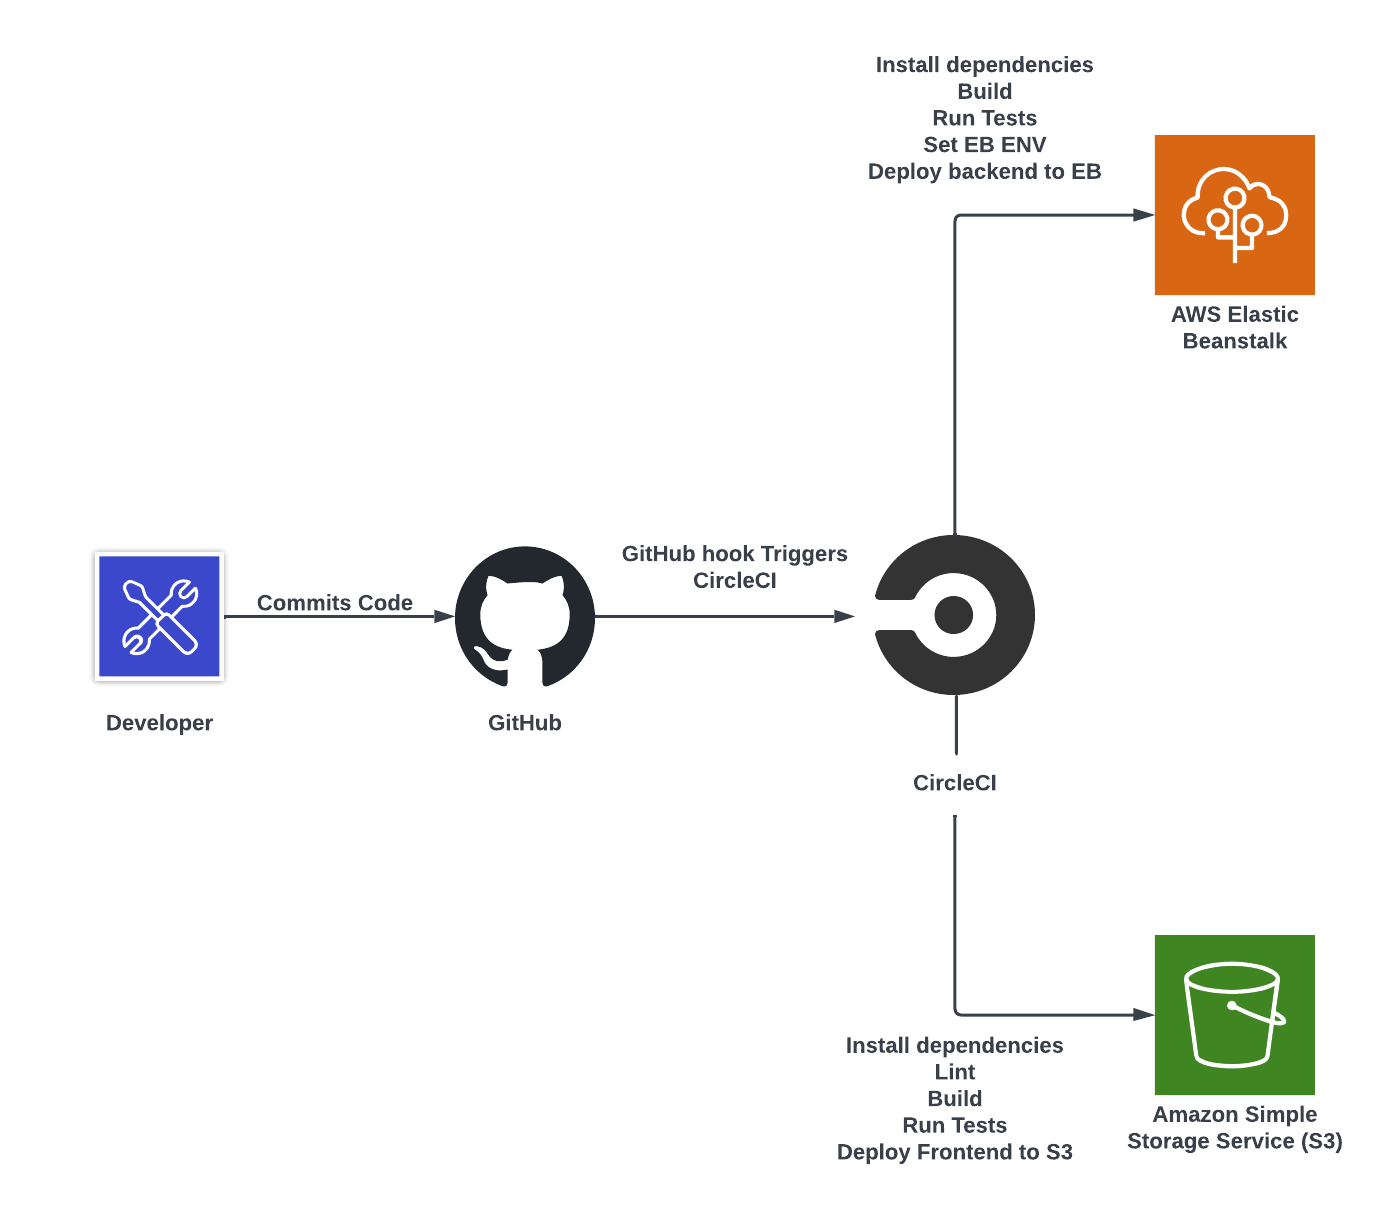 Install dependencies
Build
Run Tests
Set EB ENV
Deploy backend to EB
AWS Elastic
Beanstalk
GitHub hook Triggers
CircleCI
Commits Code
Developer
GitHub
CircleCI
Install dependencies
Lint
Build
Run Tests
Deploy Frontend to S3
Amazon Simple
Storage Service (S3)